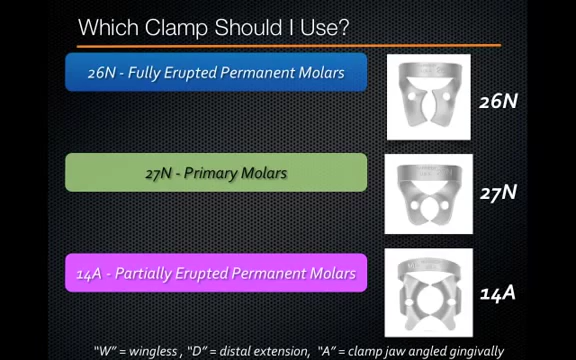 Which Clamp Should I Use?
26N - Fully Erupted Permanent Molars
26N
27N - Primary Molars
27N
14A - Partially Erupted Permanent Molars
14A
"W" = wingless , "D" = distal extension, "A" = clamp jaw angled gingivally